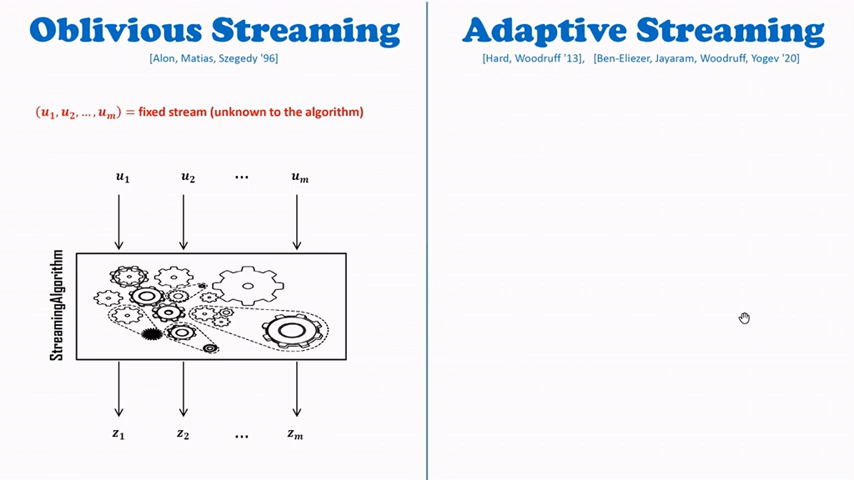 Oblivious Streaming
[Alon, Matias, Szegedy '96]
(u₁, u₂, …, uₘ) = fixed stream (unknown to the algorithm)
u₁ u₂ … uₘ
StreamingAlgorithm
z₁ z₂ … zₘ
Adaptive Streaming
[Hard, Woodruff '13], [Ben-Eliezer, Jayaram, Woodruff, Yogev '20]